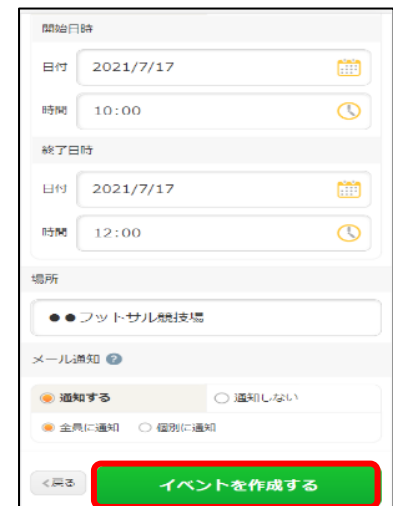 開始日時
日付 2021/7/17
時間 10:00
終了日時
日付 2021/7/17
時間 12:00
場所
●●フットサル競技場
メール通知 ?
通知する 通知しない
全員に通知 個別に通知
<戻る イベントを作成する